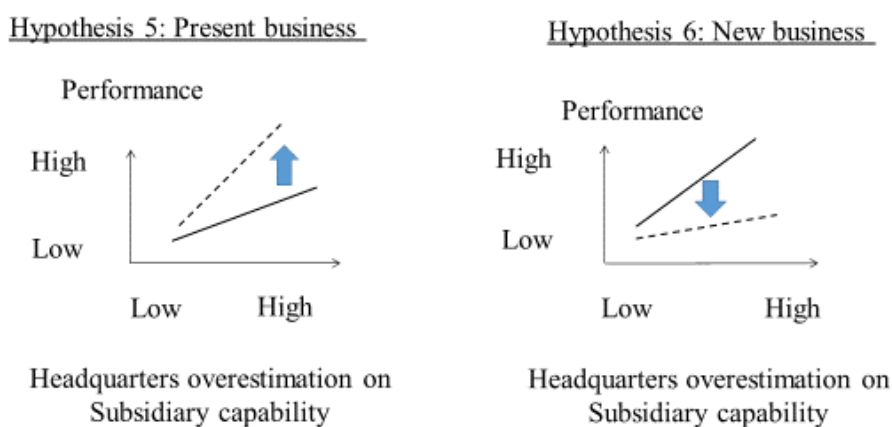 Hypothesis 5: Present business
Performance
High
Low
Low High
Headquarters overestimation on
Subsidiary capability
Hypothesis 6: New business
Performance
High
Low
Low High
Headquarters overestimation on
Subsidiary capability